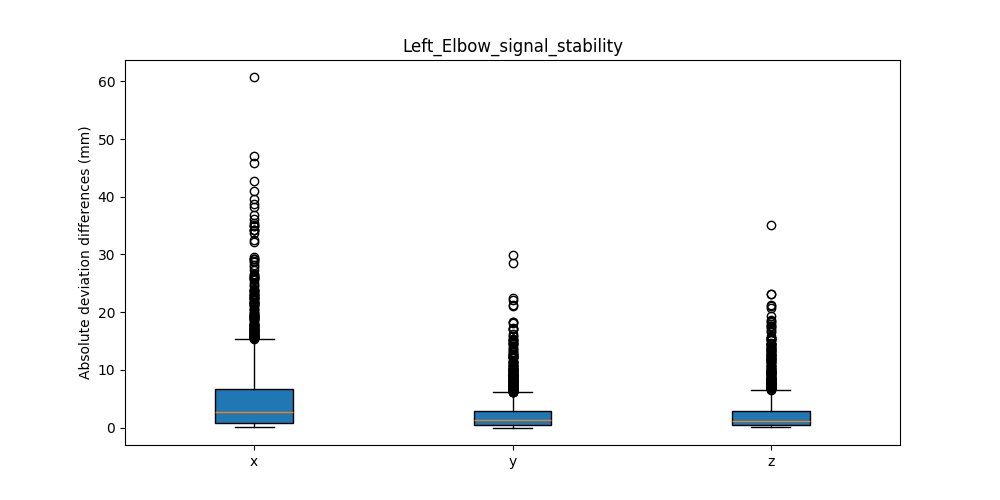 Left_Elbow_signal_stability
Absolute deviation differences (mm)
60
50
40
30
20
10
0
x
y
z